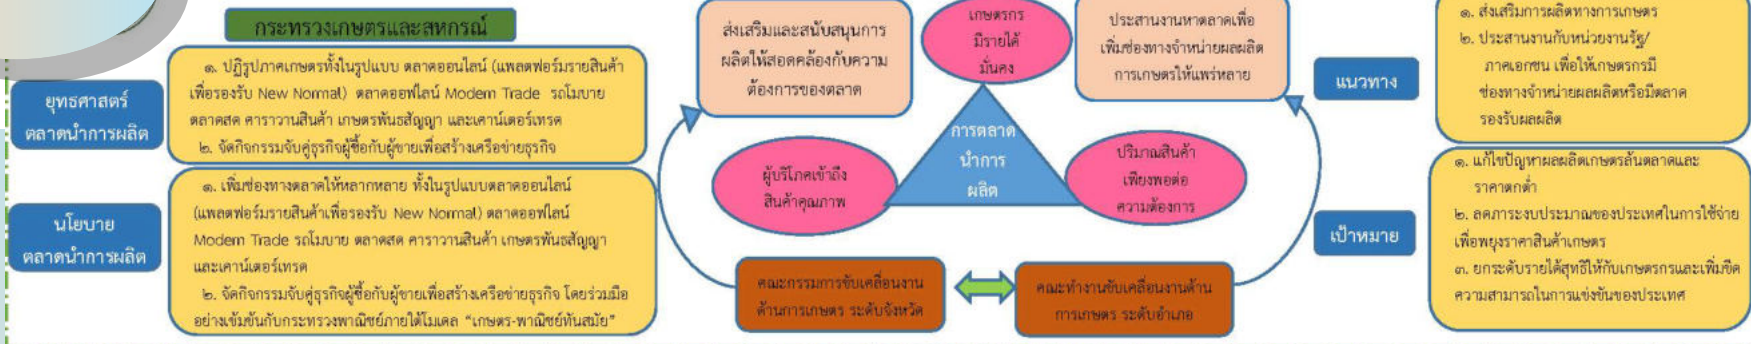 กระทรวงเกษตรและสหกรณ์
ยุทธศาสตร์
ตลาดนำการผลิต
๑. ปฏิรูปภาคเกษตรทั้งในรูปแบบ ตลาดออนไลน์ (แพลตฟอร์มรายสินค้า
เพื่อรองรับ New Normal) ตลาดออฟไลน์ Modern Trade รถโมบาย
ตลาดสด คาราวานสินค้า เกษตรพันธสัญญา และเคาน์เตอร์เทรด
๒. จัดกิจกรรมจับคู่ธุรกิจผู้ซื้อกับผู้ขายเพื่อสร้างเครือข่ายธุรกิจ
นโยบาย
ตลาดนำการผลิต
๑. เพิ่มช่องทางตลาดให้หลากหลาย ทั้งในรูปแบบตลาดออนไลน์
(แพลตฟอร์มรายสินค้าเพื่อรองรับ New Normal) ตลาดออฟไลน์
Modern Trade รถโมบาย ตลาดสด คาราวานสินค้า เกษตรพันธสัญญา
และเคาน์เตอร์เทรด
๒. จัดกิจกรรมจับคู่ธุรกิจผู้ซื้อกับผู้ขายเพื่อสร้างเครือข่ายธุรกิจ โดยร่วมมือ
อย่างเข้มข้นกับกระทรวงพาณิชย์ภายใต้โมเดล “เกษตร-พาณิชย์ทันสมัย”
ส่งเสริมและสนับสนุนการ
ผลิตให้สอดคล้องกับความ
ต้องการของตลาด
เกษตรกร
มีรายได้
มั่นคง
ประสานงานหาตลาดเพื่อ
เพิ่มช่องทางจำหน่ายผลผลิต
การเกษตรให้แพร่หลาย
การตลาด
นำการ
ผลิต
ผู้บริโภคเข้าถึง
สินค้าคุณภาพ
ปริมาณสินค้า
เพียงพอต่อ
ความต้องการ
คณะกรรมการขับเคลื่อนงาน
ด้านการเกษตร ระดับจังหวัด
คณะทำงานขับเคลื่อนงานด้าน
การเกษตร ระดับอำเภอ
แนวทาง
๑. ส่งเสริมการผลิตทางการเกษตร
๒. ประสานงานกับหน่วยงานรัฐ/
ภาคเอกชน เพื่อให้เกษตรกรมี
ช่องทางจำหน่ายผลผลิตหรือมีตลาด
รองรับผลผลิต
เป้าหมาย
๑. แก้ไขปัญหาผลผลิตเกษตรล้นตลาดและ
ราคาตกต่ำ
๒. ลดภาระงบประมาณของประเทศในการใช้จ่าย
เพื่อพยุงราคาสินค้าเกษตร
๓. ยกระดับรายได้สุทธิให้กับเกษตรกรและเพิ่มขีด
ความสามารถในการแข่งขันของประเทศ